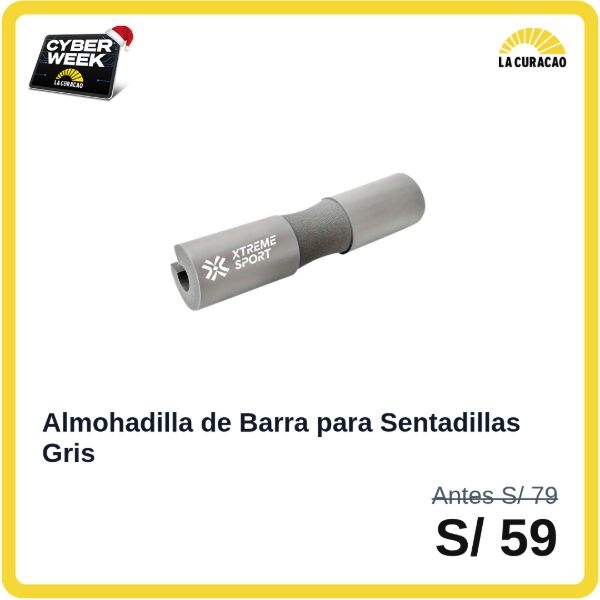 CYBER
WEEK
LA CURACAO
LA CURACAO
XTREME
SPORT
Almohadilla de Barra para Sentadillas
Gris
Antes S/ 79
S/ 59